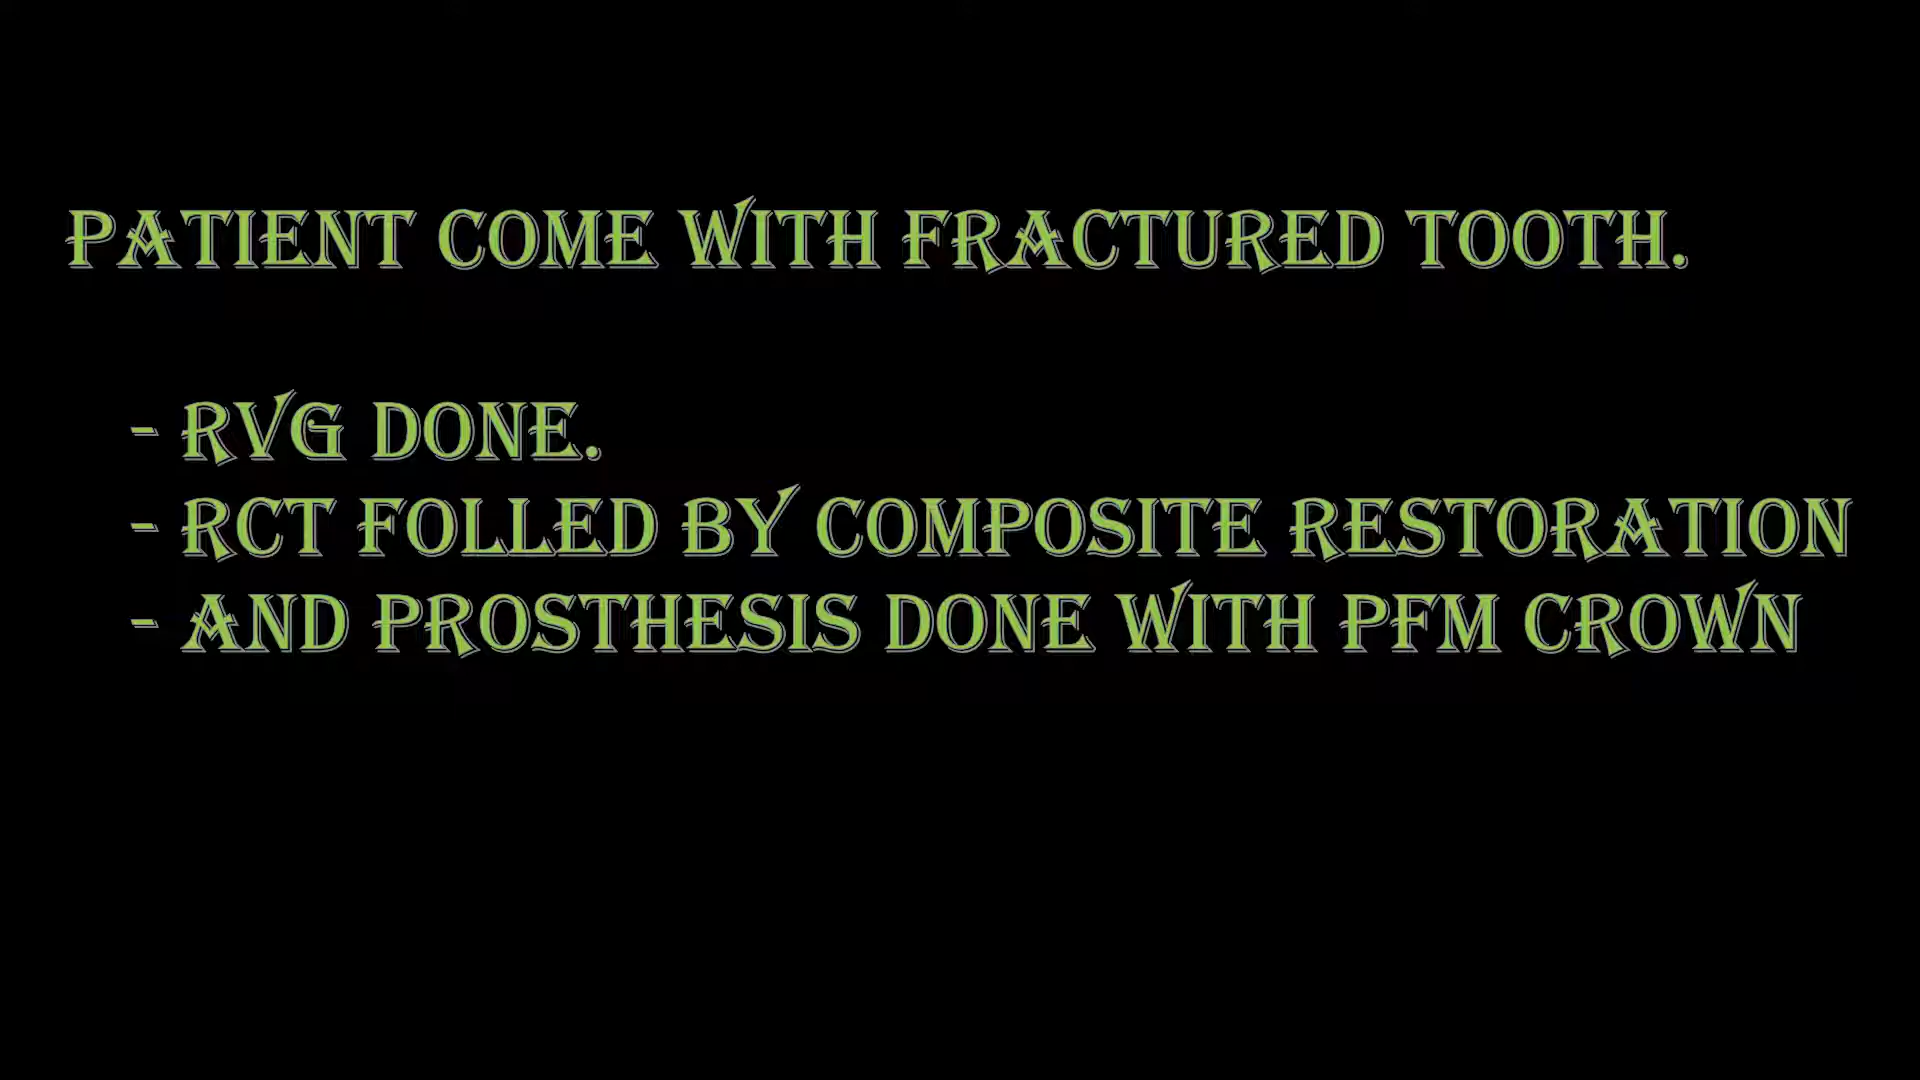 PATIENT COME WITH FRACTURED TOOTH.
- RVG DONE.
- RCT FOLLED BY COMPOSITE RESTORATION
- AND PROSTHESIS DONE WITH PFM CROWN